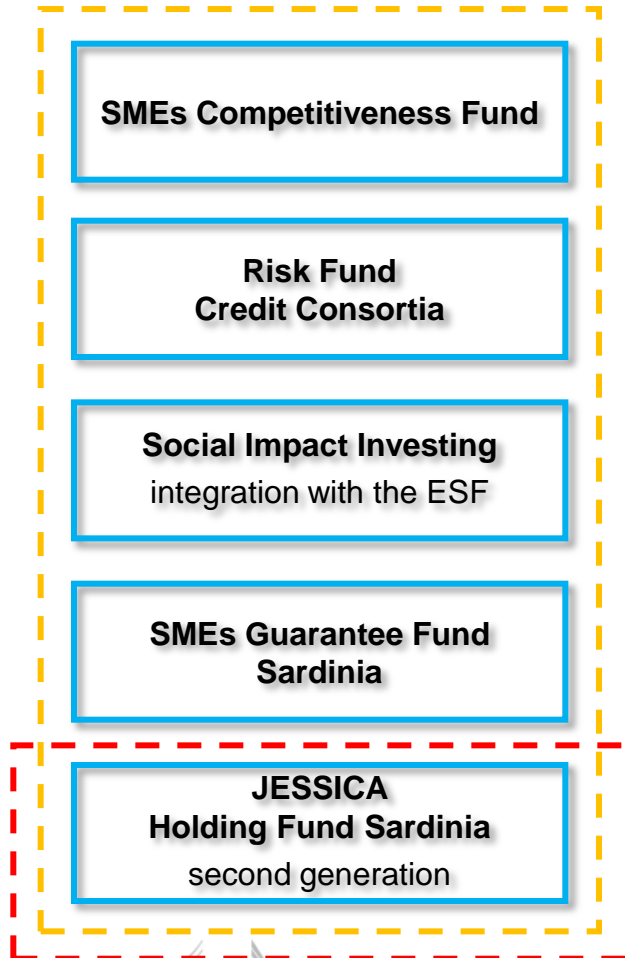 SMEs Competitiveness Fund
Risk Fund
Credit Consortia
Social Impact Investing
integration with the ESF
SMEs Guarantee Fund
Sardinia
JESSICA
Holding Fund Sardinia
second generation